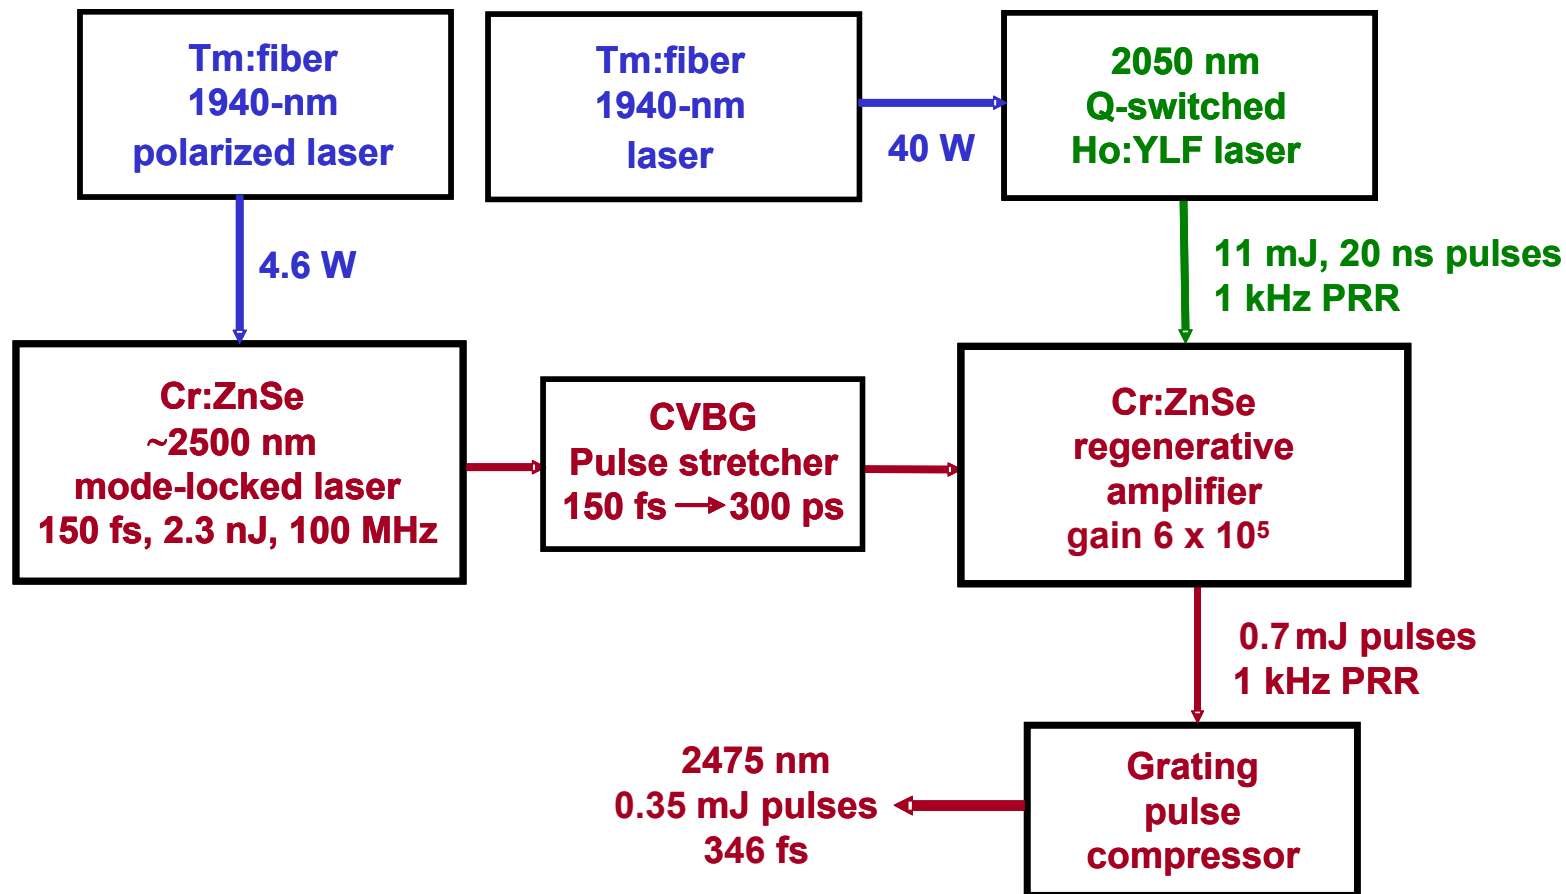 Tm:fiber
1940-nm
polarized laser
Tm:fiber
1940-nm
laser
40 W
2050 nm
Q-switched
Ho:YLF laser
4.6 W
11 mJ, 20 ns pulses
1 kHz PRR
Cr:ZnSe
~2500 nm
mode-locked laser
150 fs, 2.3 nJ, 100 MHz
CVBG
Pulse stretcher
150 fs → 300 ps
Cr:ZnSe
regenerative
amplifier
gain 6 x 10⁵
0.7 mJ pulses
1 kHz PRR
2475 nm
0.35 mJ pulses
346 fs
Grating
pulse
compressor